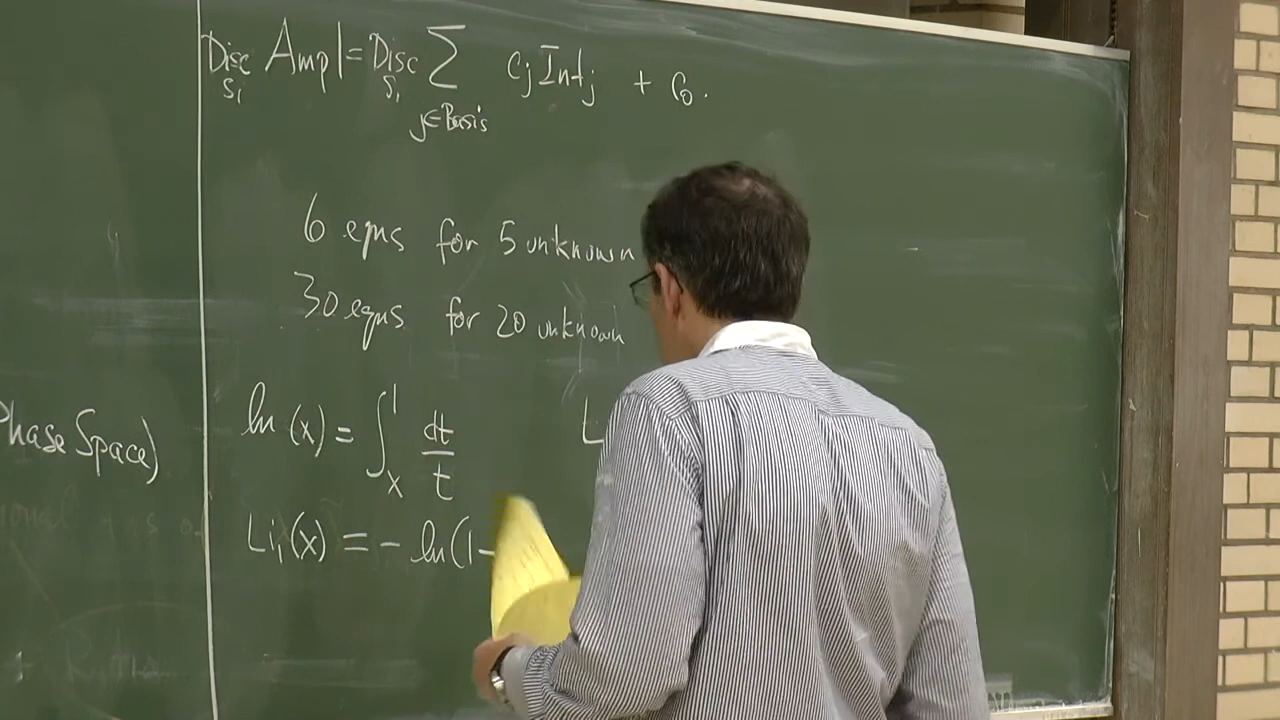 Disc Ampl = Disc ∑ cⱼ Intⱼ + c₀.
S₁ S₁ j∈Basis
6 eqns for 5 unknown
30 eqns for 20 unknown
ln(x) = ∫ₓ¹ dt/t L
Phase Space)
Li₁(x) = - ln(1-